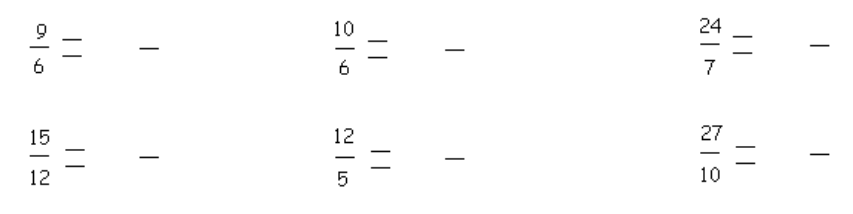 9/6 = — 10/6 = — 24/7 = —
15/12 = — 12/5 = — 27/10 = —